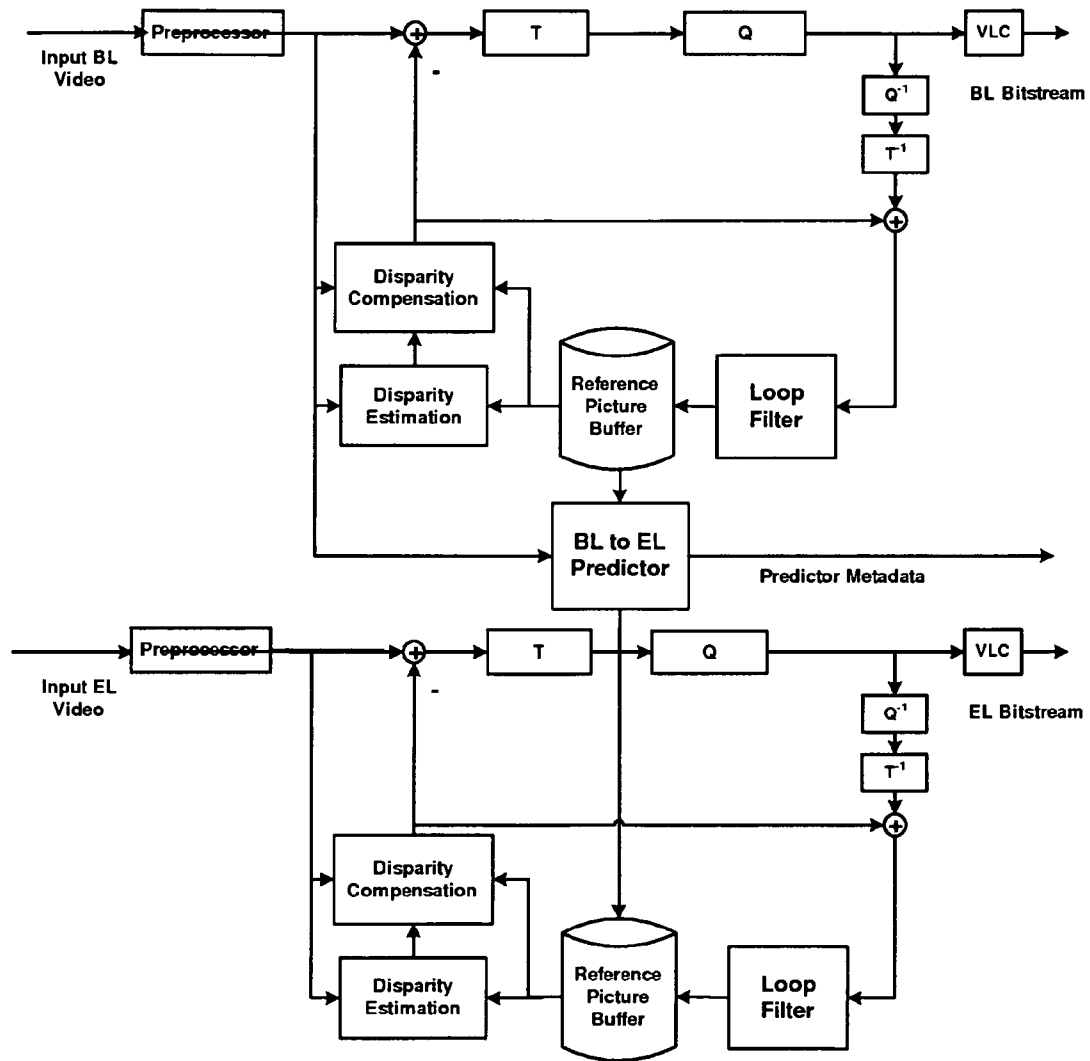 Preprocessor
T
Q
VLC
Input BL
Video
-
Q-1
BL Bitstream
T-1
Disparity
Compensation
Disparity
Estimation
Reference
Picture
Buffer
Loop
Filter
BL to EL
Predictor
Predictor Metadata
Preprocessor
T
Q
VLC
Input EL
Video
-
Q-1
EL Bitstream
T-1
Disparity
Compensation
Disparity
Estimation
Reference
Picture
Buffer
Loop
Filter